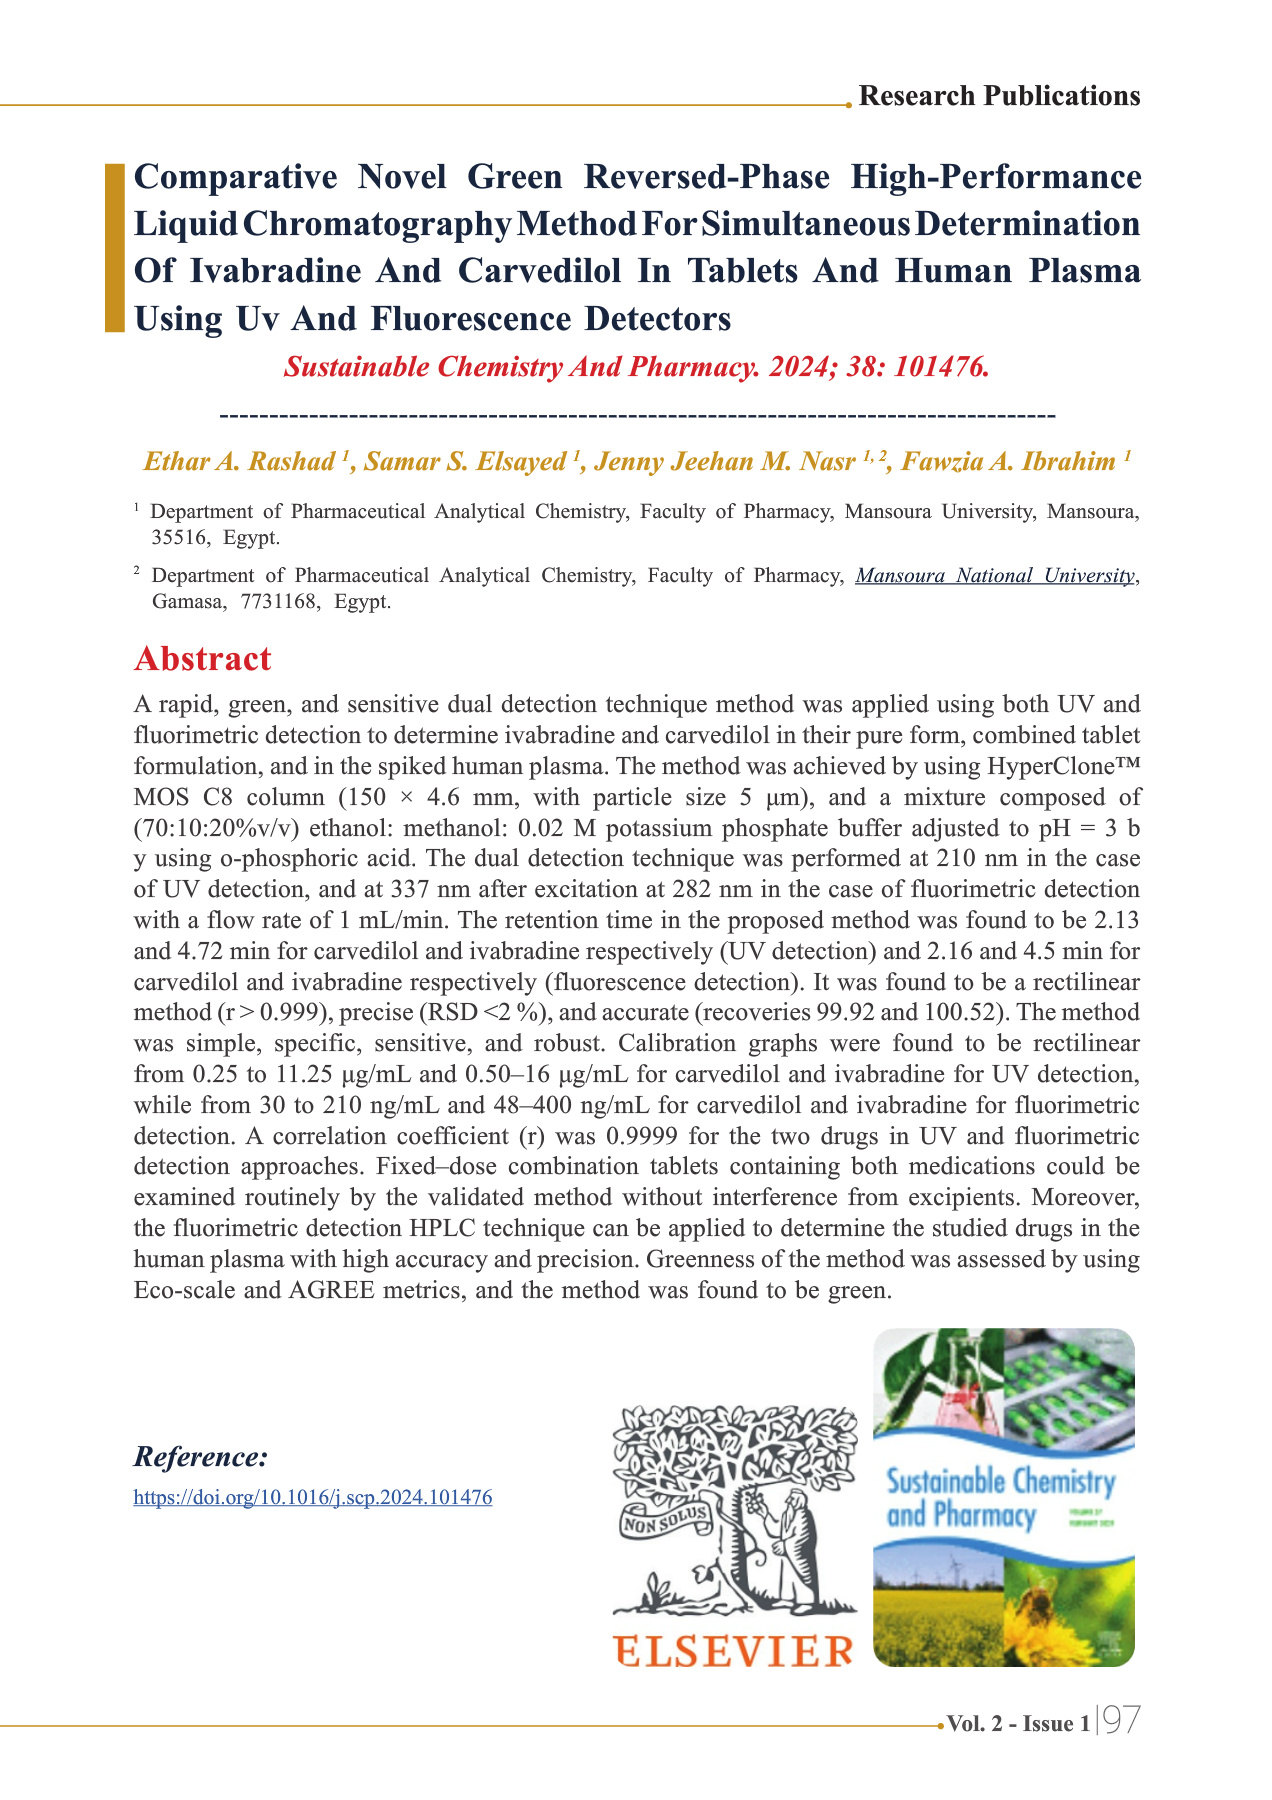 Research Publications
Comparative Novel Green Reversed-Phase High-Performance
Liquid Chromatography Method For Simultaneous Determination
Of Ivabradine And Carvedilol In Tablets And Human Plasma
Using Uv And Fluorescence Detectors
Sustainable Chemistry And Pharmacy. 2024; 38: 101476.
-------------------------------------------------------------------------------------
Ethar A. Rashad 1, Samar S. Elsayed 1, Jenny Jeehan M. Nasr 1, 2, Fawzia A. Ibrahim 1
1 Department of Pharmaceutical Analytical Chemistry, Faculty of Pharmacy, Mansoura University, Mansoura,
35516, Egypt.
2 Department of Pharmaceutical Analytical Chemistry, Faculty of Pharmacy, Mansoura National University,
Gamasa, 7731168, Egypt.
Abstract
A rapid, green, and sensitive dual detection technique method was applied using both UV and
fluorimetric detection to determine ivabradine and carvedilol in their pure form, combined tablet
formulation, and in the spiked human plasma. The method was achieved by using HyperClone™
MOS C8 column (150 × 4.6 mm, with particle size 5 μm), and a mixture composed of
(70:10:20%v/v) ethanol: methanol: 0.02 M potassium phosphate buffer adjusted to pH = 3 b
y using o-phosphoric acid. The dual detection technique was performed at 210 nm in the case
of UV detection, and at 337 nm after excitation at 282 nm in the case of fluorimetric detection
with a flow rate of 1 mL/min. The retention time in the proposed method was found to be 2.13
and 4.72 min for carvedilol and ivabradine respectively (UV detection) and 2.16 and 4.5 min for
carvedilol and ivabradine respectively (fluorescence detection). It was found to be a rectilinear
method (r > 0.999), precise (RSD <2 %), and accurate (recoveries 99.92 and 100.52). The method
was simple, specific, sensitive, and robust. Calibration graphs were found to be rectilinear
from 0.25 to 11.25 μg/mL and 0.50–16 μg/mL for carvedilol and ivabradine for UV detection,
while from 30 to 210 ng/mL and 48–400 ng/mL for carvedilol and ivabradine for fluorimetric
detection. A correlation coefficient (r) was 0.9999 for the two drugs in UV and fluorimetric
detection approaches. Fixed–dose combination tablets containing both medications could be
examined routinely by the validated method without interference from excipients. Moreover,
the fluorimetric detection HPLC technique can be applied to determine the studied drugs in the
human plasma with high accuracy and precision. Greenness of the method was assessed by using
Eco-scale and AGREE metrics, and the method was found to be green.
Reference:
https://doi.org/10.1016/j.scp.2024.101476
NON SOLUS
ELSEVIER
Sustainable Chemistry
and Pharmacy
Vol. 2 - Issue 1 |97